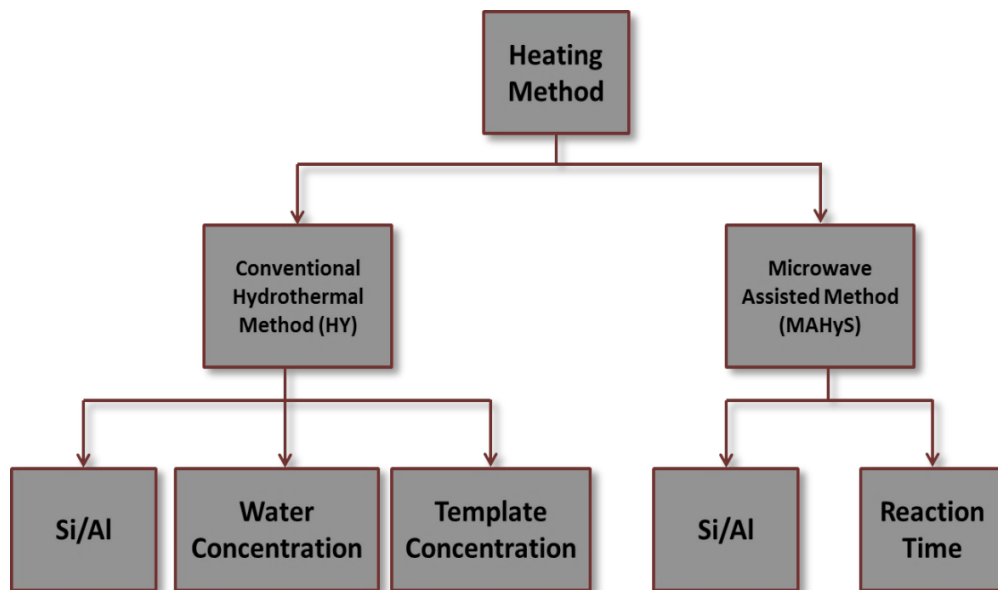 Heating
Method
Conventional
Hydrothermal
Method (HY)
Microwave
Assisted Method
(MAHyS)
Si/Al
Water
Concentration
Template
Concentration
Si/Al
Reaction
Time